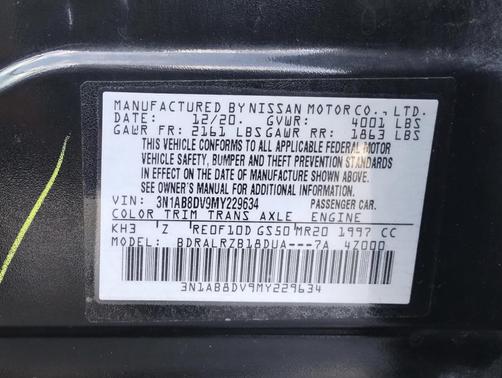 MANUFACTURED BY NISSAN MOTOR CO., LTD.
DATE: 12/20. GVWR: 4001 LBS
GAWR FR: 2161 LBS GAWR RR: 1863 LBS
THIS VEHICLE CONFORMS TO ALL APPLICABLE FEDERAL MOTOR
VEHICLE SAFETY, BUMPER AND THEFT PREVENTION STANDARDS
IN EFFECT ON THE DATE OF MANUFACTURE SHOWN ABOVE.
SEE OWNER'S MANUAL FOR ADDITIONAL INFORMATION
VIN: 3N1AB8DV9MY229634 PASSENGER CAR.
COLOR TRIM TRANS AXLE ENGINE
KH3 Z RE0F10D GS50 MR20 1997 CC
MODEL: BDRALRZB18DUA---7A 4Z000
3N1AB8DV9MY229634